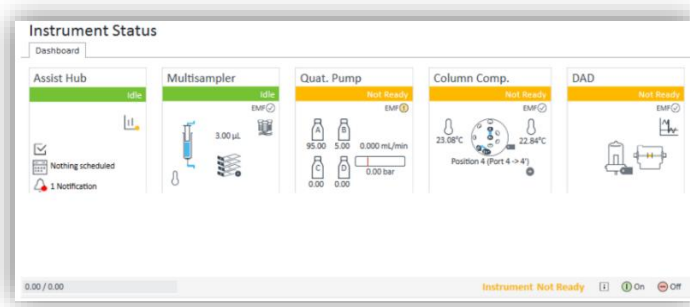 Instrument Status
Dashboard
Assist Hub
Idle
Nothing scheduled
1 Notification
Multisampler
Idle
EMF
3.00 µL
Quat. Pump
Not Ready
EMF
A B
95.00 5.00 0.000 mL/min
C D
0.00 0.00
0.00 bar
Column Comp.
Not Ready
EMF
23.08°C
22.84°C
Position 4 (Port 4 -> 4')
DAD
Not Ready
EMF
0.00 / 0.00
Instrument Not Ready
i
On
Off